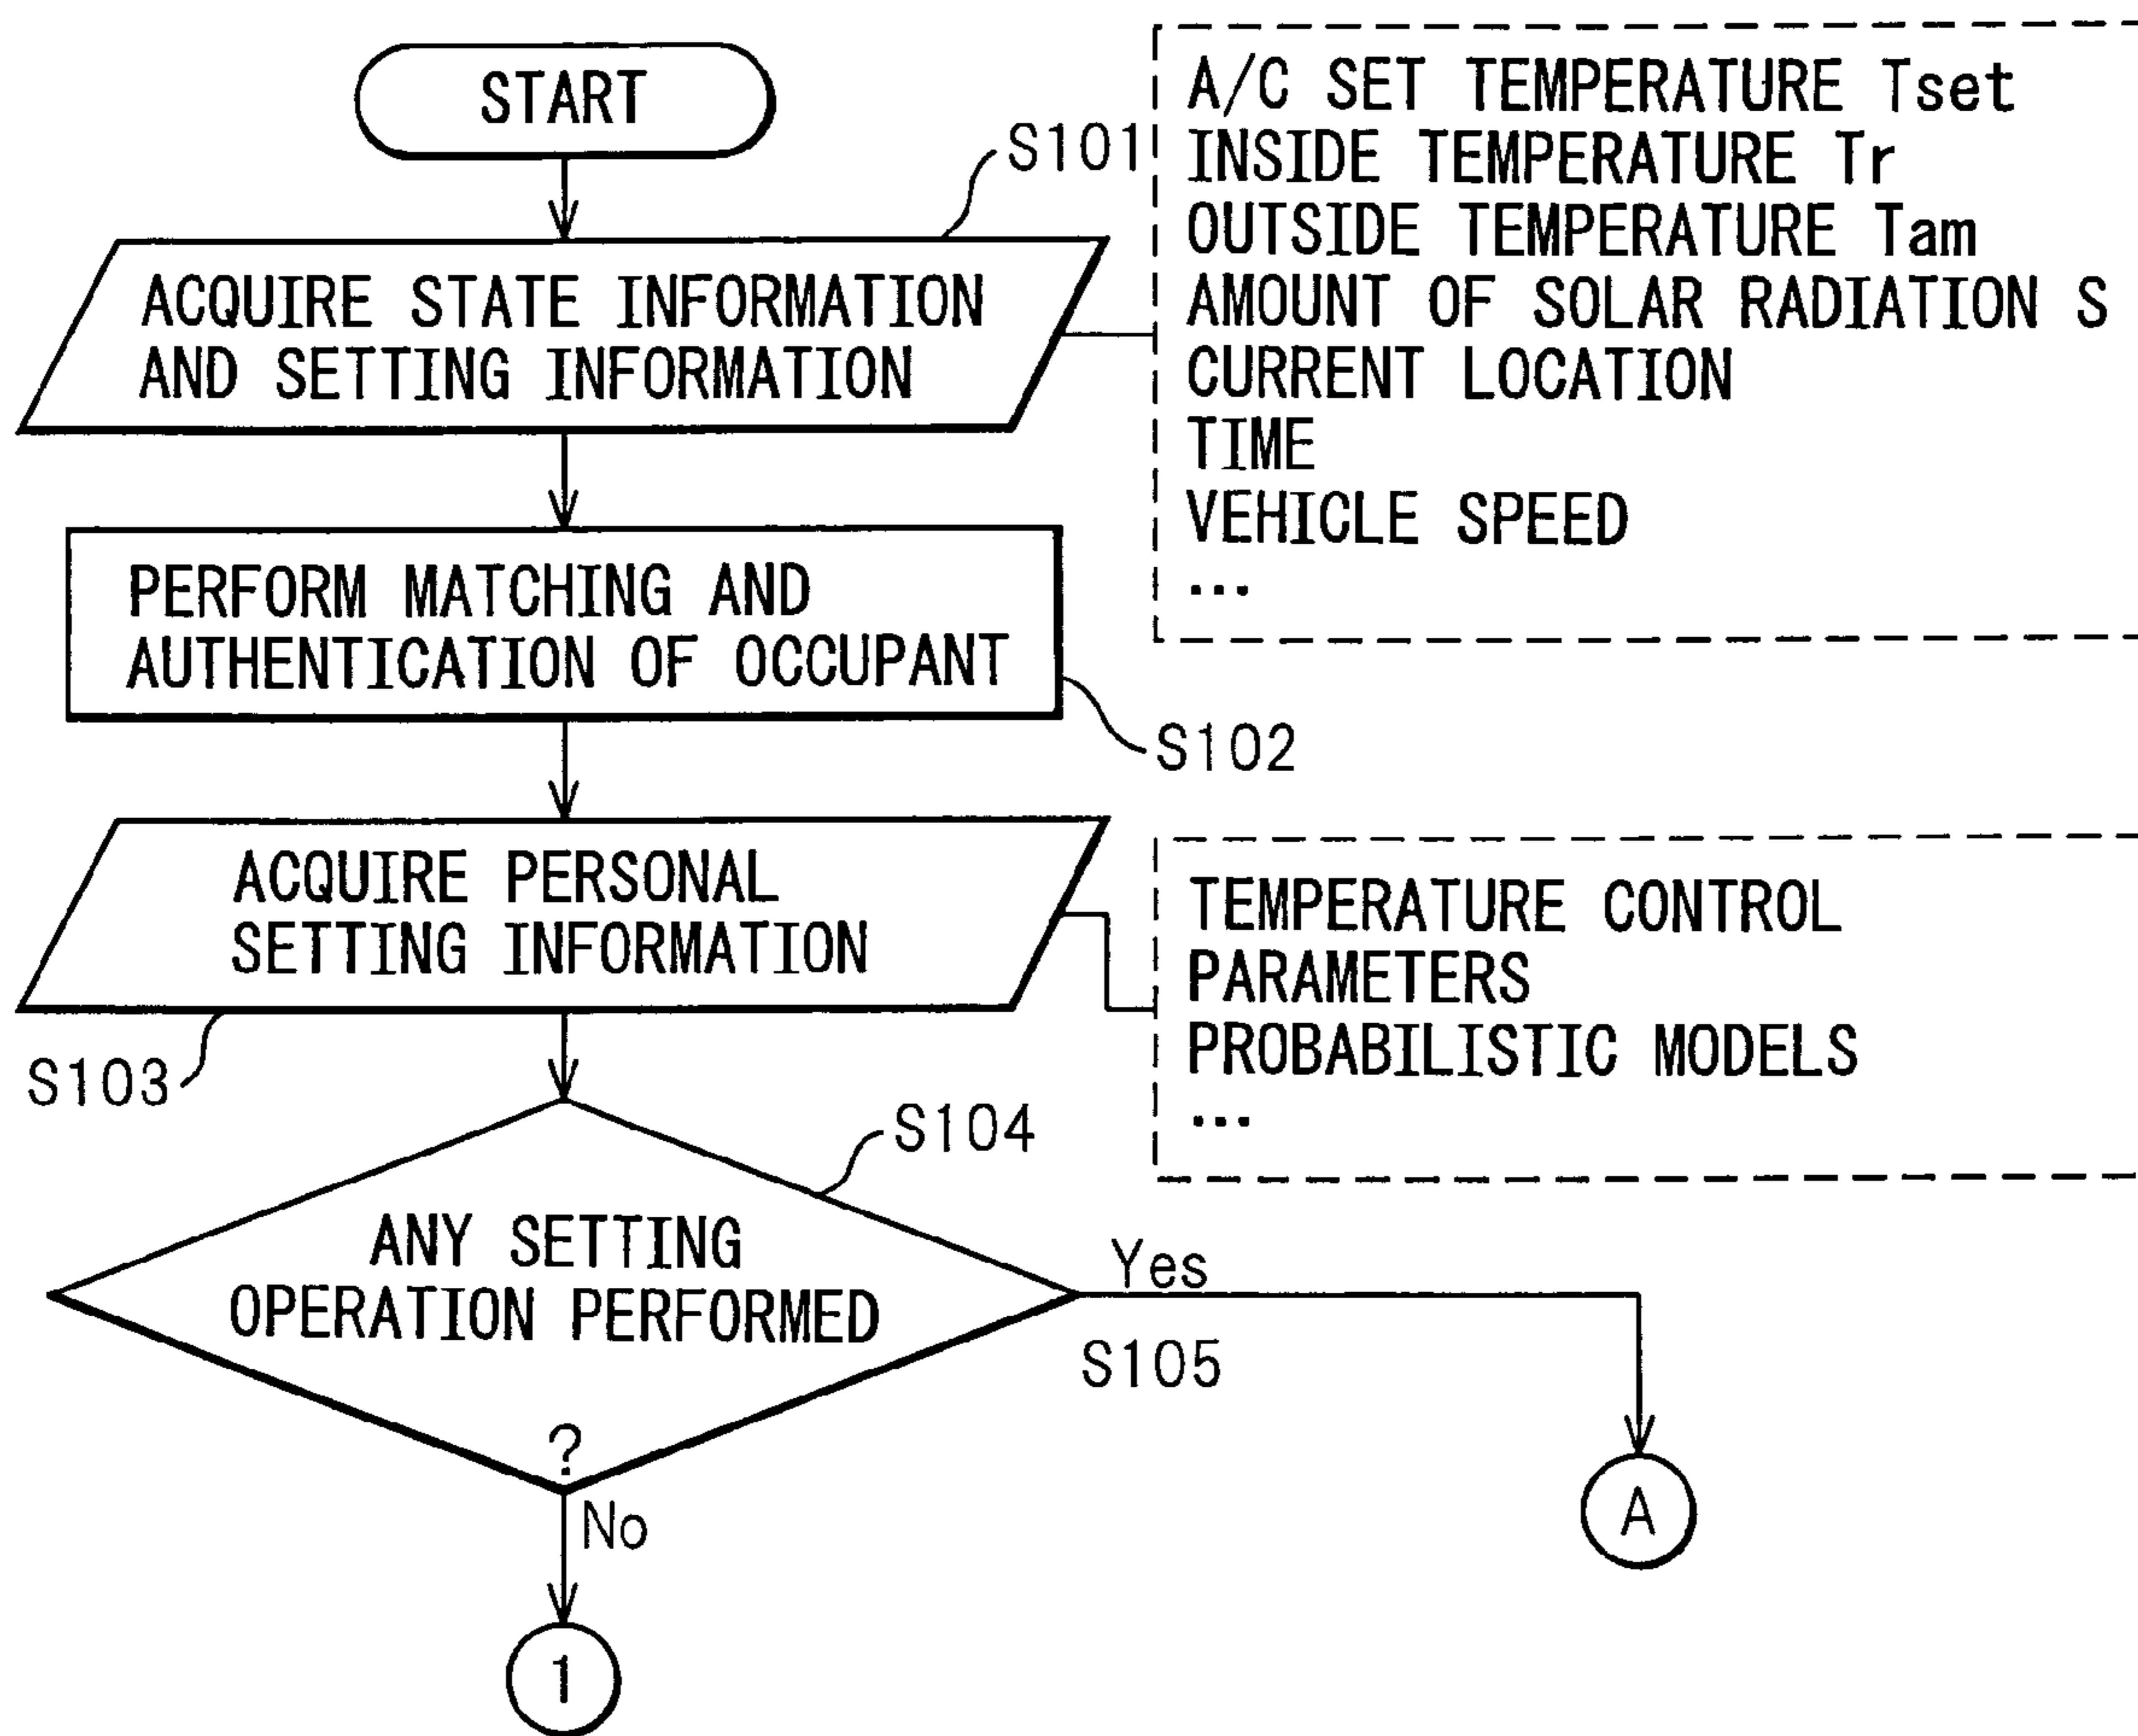 START
S101
ACQUIRE STATE INFORMATION
AND SETTING INFORMATION
A/C SET TEMPERATURE Tset
INSIDE TEMPERATURE Tr
OUTSIDE TEMPERATURE Tam
AMOUNT OF SOLAR RADIATION S
CURRENT LOCATION
TIME
VEHICLE SPEED
...
PERFORM MATCHING AND
AUTHENTICATION OF OCCUPANT
S102
ACQUIRE PERSONAL
SETTING INFORMATION
S103
TEMPERATURE CONTROL
PARAMETERS
PROBABILISTIC MODELS
...
S104
ANY SETTING
OPERATION PERFORMED
?
Yes
S105
No
A
1